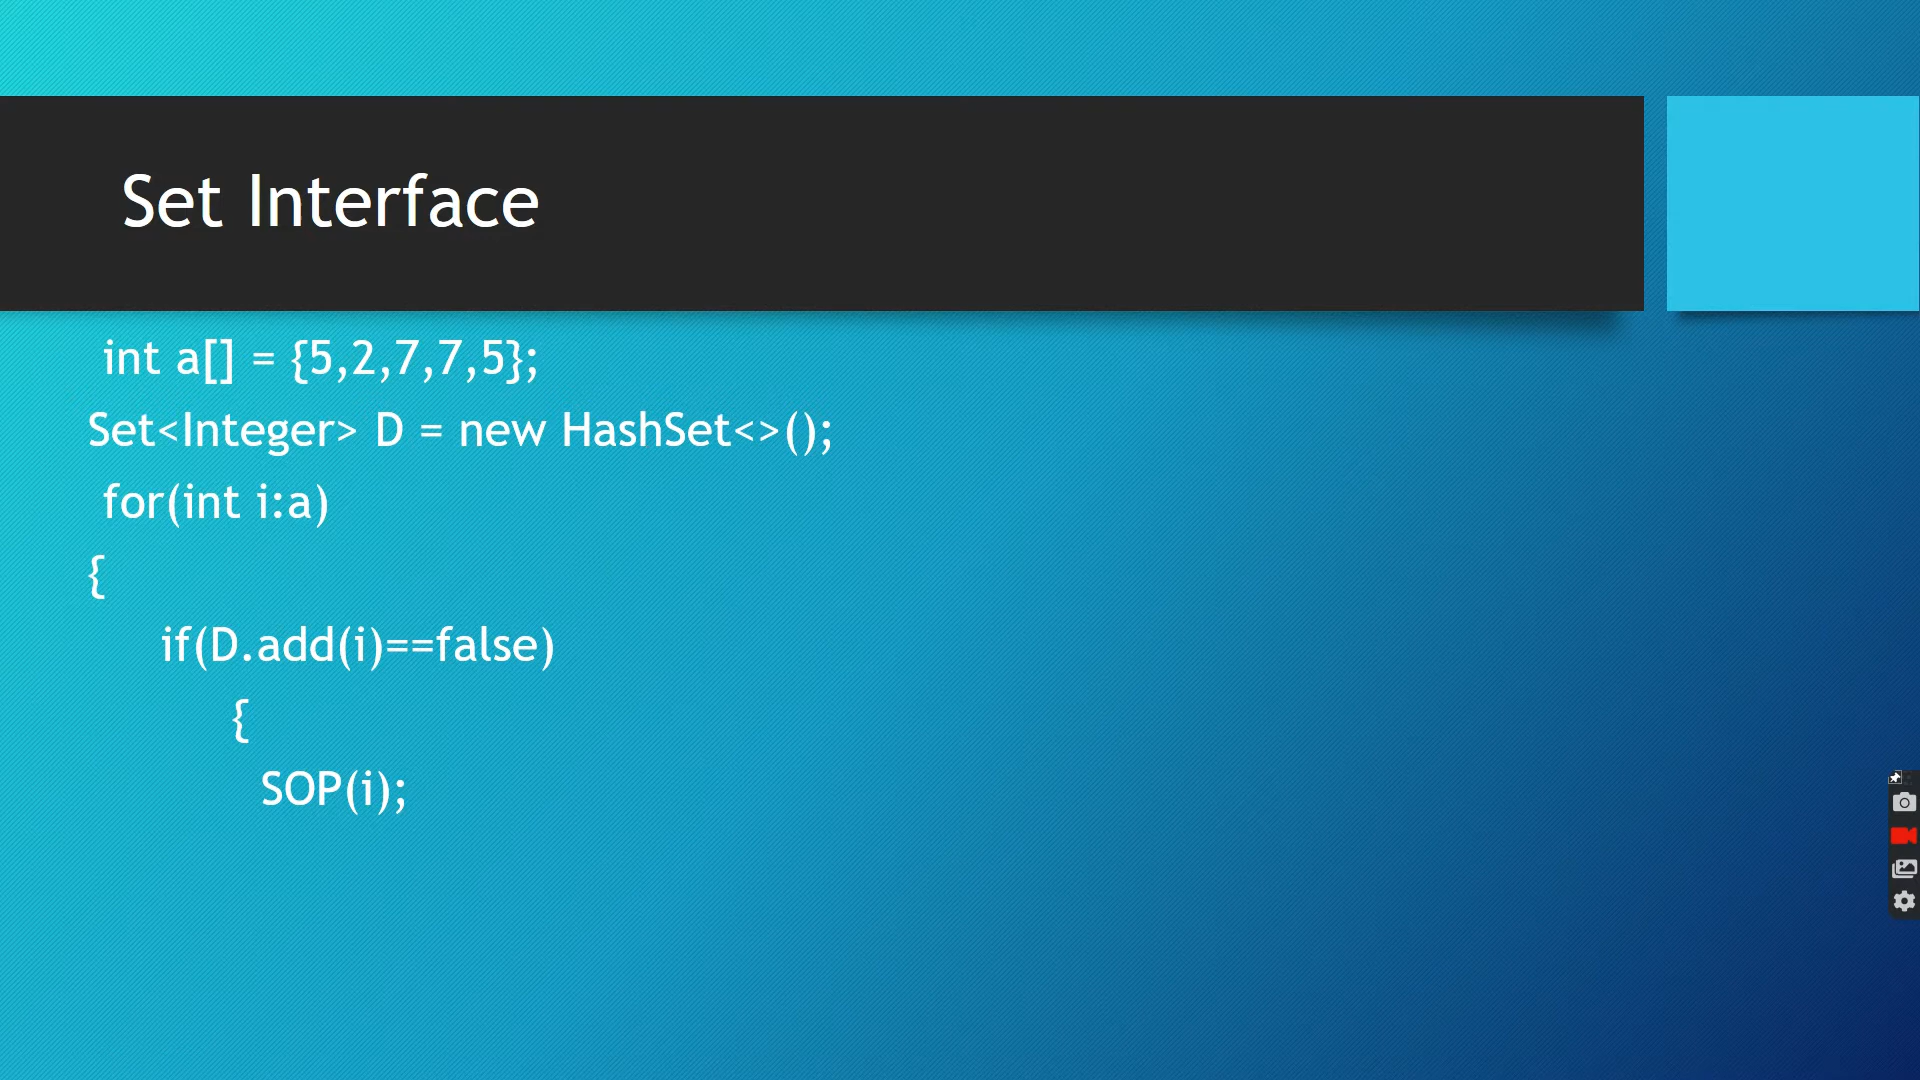 Set Interface
int a[] = {5,2,7,7,5};
Set<Integer> D = new HashSet<>();
for(int i:a)
{
if(D.add(i)==false)
{
SOP(i);